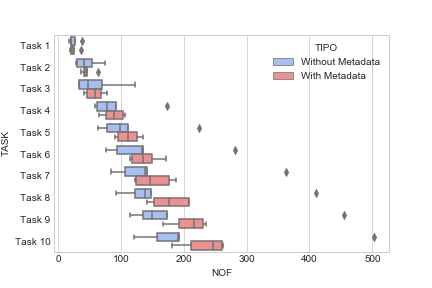 TIPO
Without Metadata
With Metadata
Task 1
Task 2
Task 3
Task 4
Task 5
Task 6
Task 7
Task 8
Task 9
Task 10
TASK
0 100 200 300 400 500
NOF